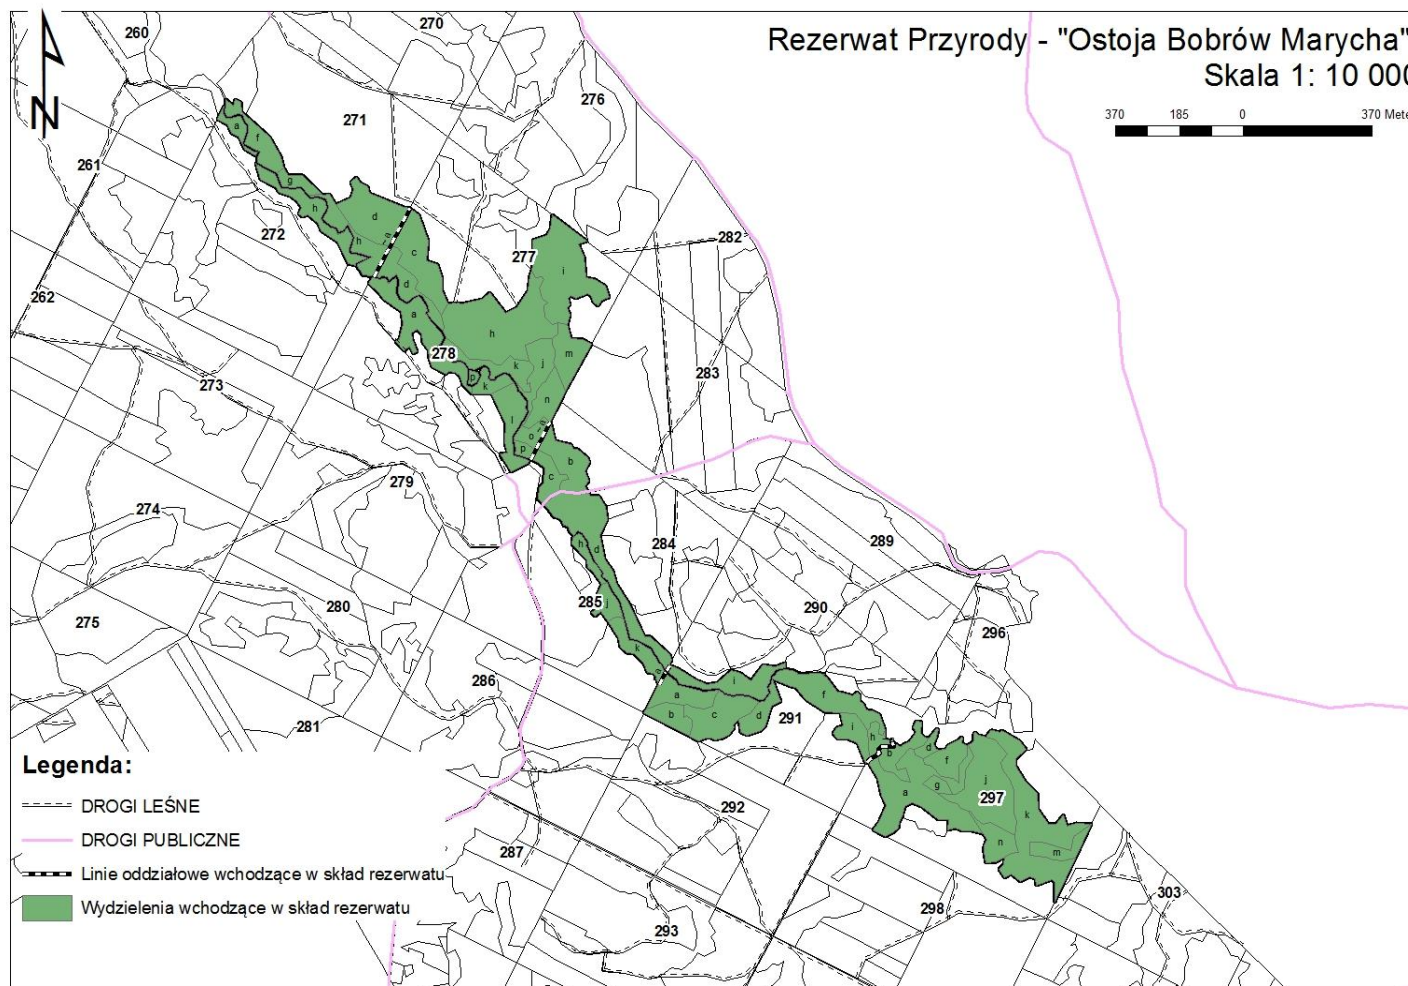 Rezerwat Przyrody - "Ostoja Bobrów Marycha"
Skala 1: 10 000
370 185 0 370 Mete
N
260
270
276
271
261
272
277
282
262
278
283
273
279
274
284
289
280
285
290
275
296
286
281
291
297
292
287
298
303
293
a f g h h d
c d a h i k j m p k l n o p
b c
h d j k
a b c d i f i h
b d f g j a k n m
Legenda:
DROGI LEŚNE
DROGI PUBLICZNE
Linie oddziałowe wchodzące w skład rezerwatu
Wydzielenia wchodzące w skład rezerwatu